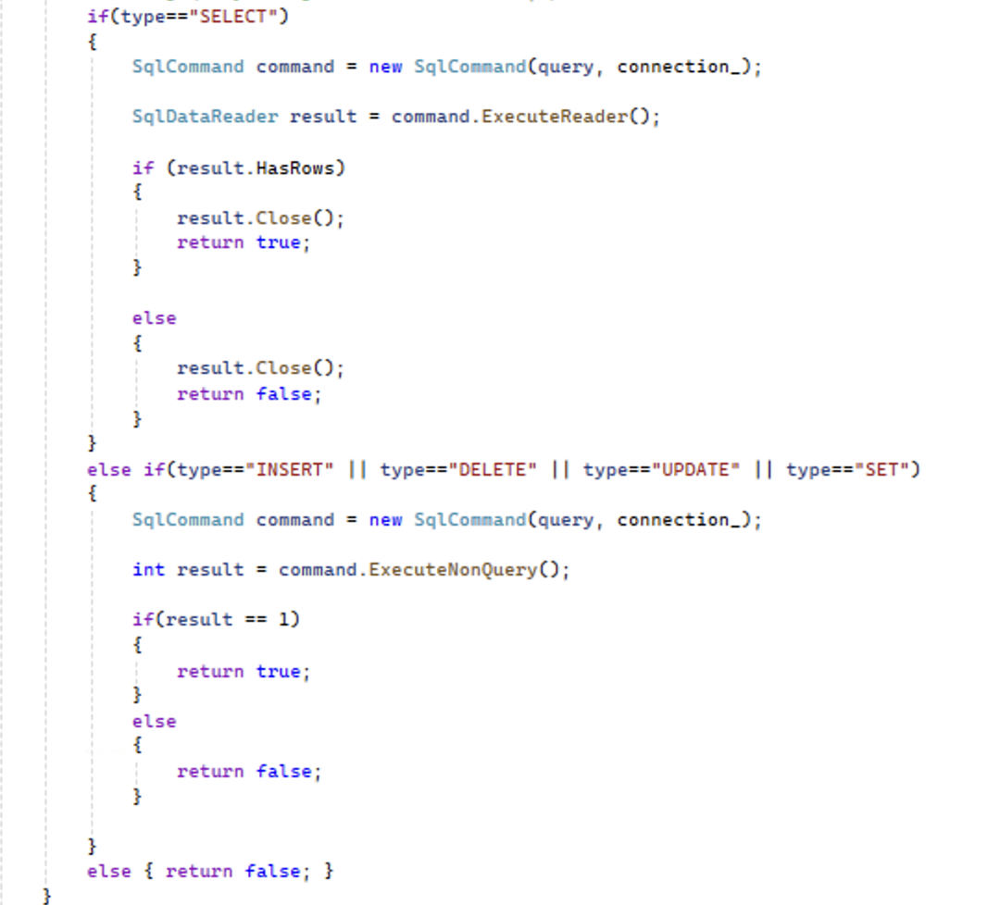 if(type=="SELECT")
{
SqlCommand command = new SqlCommand(query, connection_);
SqlDataReader result = command.ExecuteReader();
if (result.HasRows)
{
result.Close();
return true;
}
else
{
result.Close();
return false;
}
}
else if(type=="INSERT" || type=="DELETE" || type=="UPDATE" || type=="SET")
{
SqlCommand command = new SqlCommand(query, connection_);
int result = command.ExecuteNonQuery();
if(result == 1)
{
return true;
}
else
{
return false;
}
}
else { return false; }
}